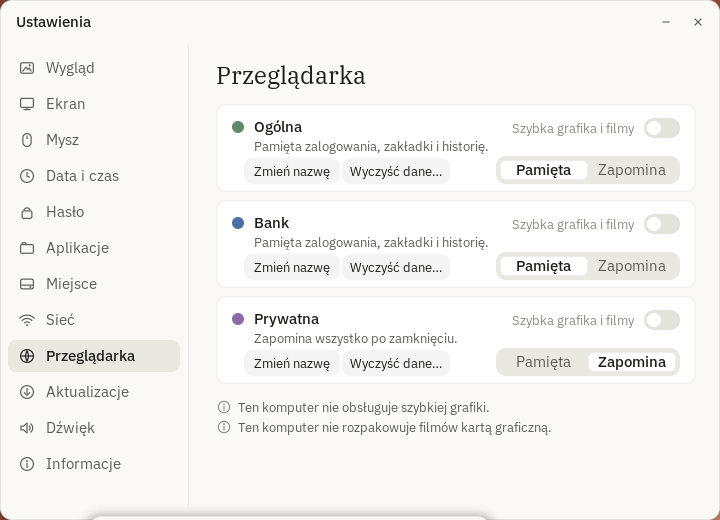 Ustawienia
Wygląd
Ekran
Mysz
Data i czas
Hasło
Aplikacje
Miejsce
Sieć
Przeglądarka
Aktualizacje
Dźwięk
Informacje
Przeglądarka
Ogólna
Szybka grafika i filmy
Pamięta zalogowania, zakładki i historię.
Zmień nazwę
Wyczyść dane...
Pamięta
Zapomina
Bank
Szybka grafika i filmy
Pamięta zalogowania, zakładki i historię.
Zmień nazwę
Wyczyść dane...
Pamięta
Zapomina
Prywatna
Szybka grafika i filmy
Zapomina wszystko po zamknięciu.
Zmień nazwę
Wyczyść dane...
Pamięta
Zapomina
Ten komputer nie obsługuje szybkiej grafiki.
Ten komputer nie rozpakowuje filmów kartą graficzną.